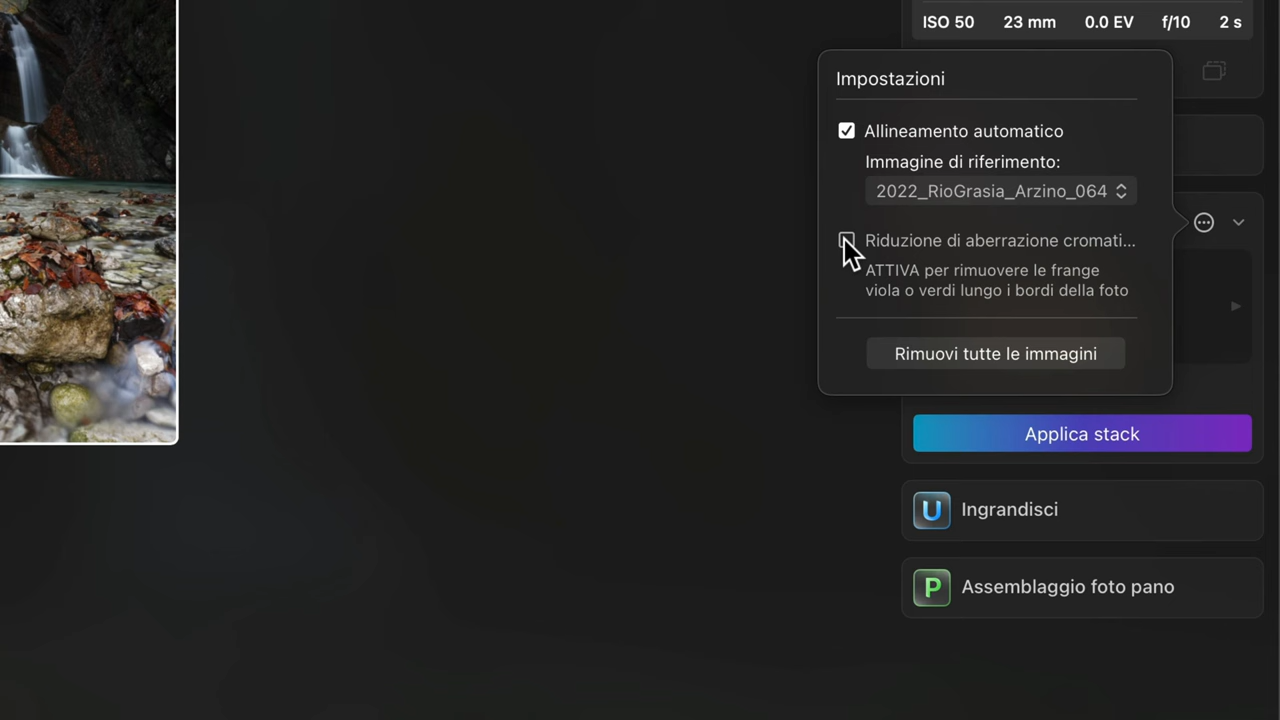 ISO 50 23 mm 0.0 EV f/10 2 s
Impostazioni
Allineamento automatico
Immagine di riferimento:
2022_RioGrasia_Arzino_064
Riduzione di aberrazione cromati...
ATTIVA per rimuovere le frange
viola o verdi lungo i bordi della foto
Rimuovi tutte le immagini
Applica stack
U Ingrandisci
P Assemblaggio foto pano